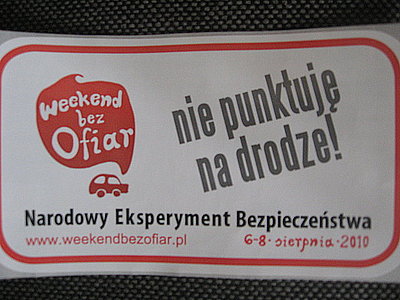 Weekend
bez
Ofiar
nie punktuję
na drodze!
Narodowy Eksperyment Bezpieczeństwa
www.weekendbezofiar.pl
6-8 • sierpnia • 2010